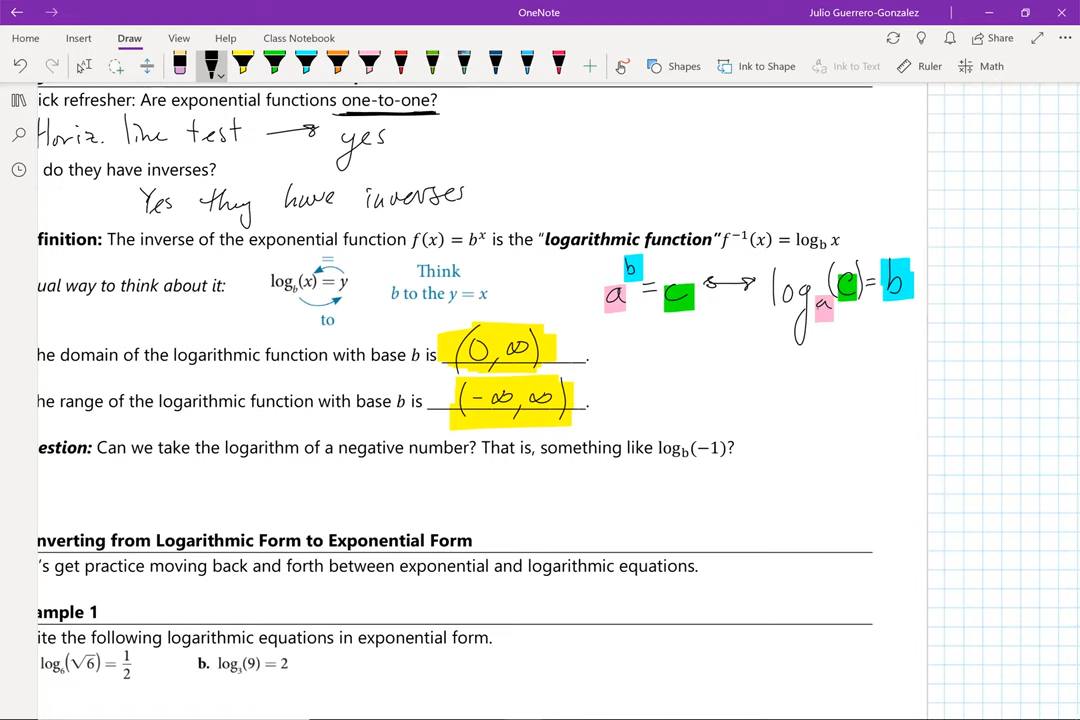 OneNote
Julio Guerrero-Gonzalez
Home Insert Draw View Help Class Notebook
Share
Shapes Ink to Shape Ink to Text Ruler Math
ick refresher: Are exponential functions one-to-one?
Horiz. line test → yes
do they have inverses?
Yes they have inverses
finition: The inverse of the exponential function f(x) = b^x is the "logarithmic function" f⁻¹(x) = log_b x
ual way to think about it:
=
log_b(x) = y
to
Think
b to the y = x
a^b = c ↔ log_a(c) = b
he domain of the logarithmic function with base b is (0, ∞).
he range of the logarithmic function with base b is (-∞, ∞).
estion: Can we take the logarithm of a negative number? That is, something like log_b(−1)?
nverting from Logarithmic Form to Exponential Form
's get practice moving back and forth between exponential and logarithmic equations.
ample 1
ite the following logarithmic equations in exponential form.
log₆(√6) = 1/2 b. log₃(9) = 2